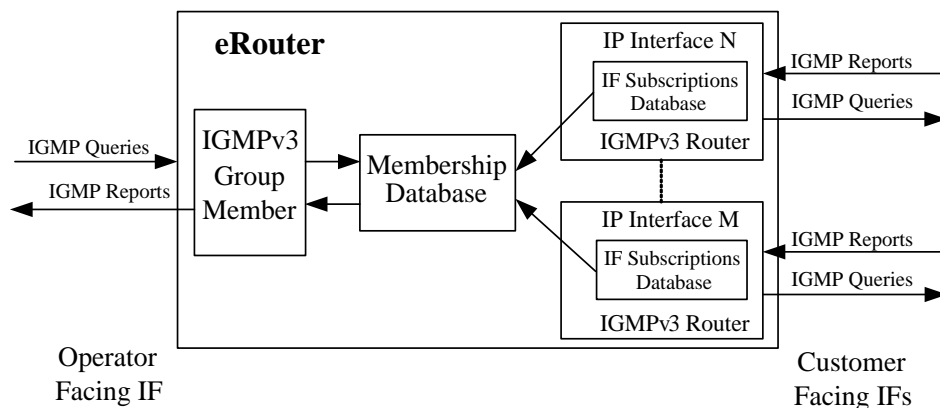 eRouter
IP Interface N
IGMP Reports
IF Subscriptions
Database
IGMP Queries
IGMPv3 Router
IGMP Queries
IGMP Reports
IGMPv3
Group
Member
Membership
Database
IP Interface M
IGMP Reports
IF Subscriptions
Database
IGMP Queries
IGMPv3 Router
Operator
Facing IF
Customer
Facing IFs